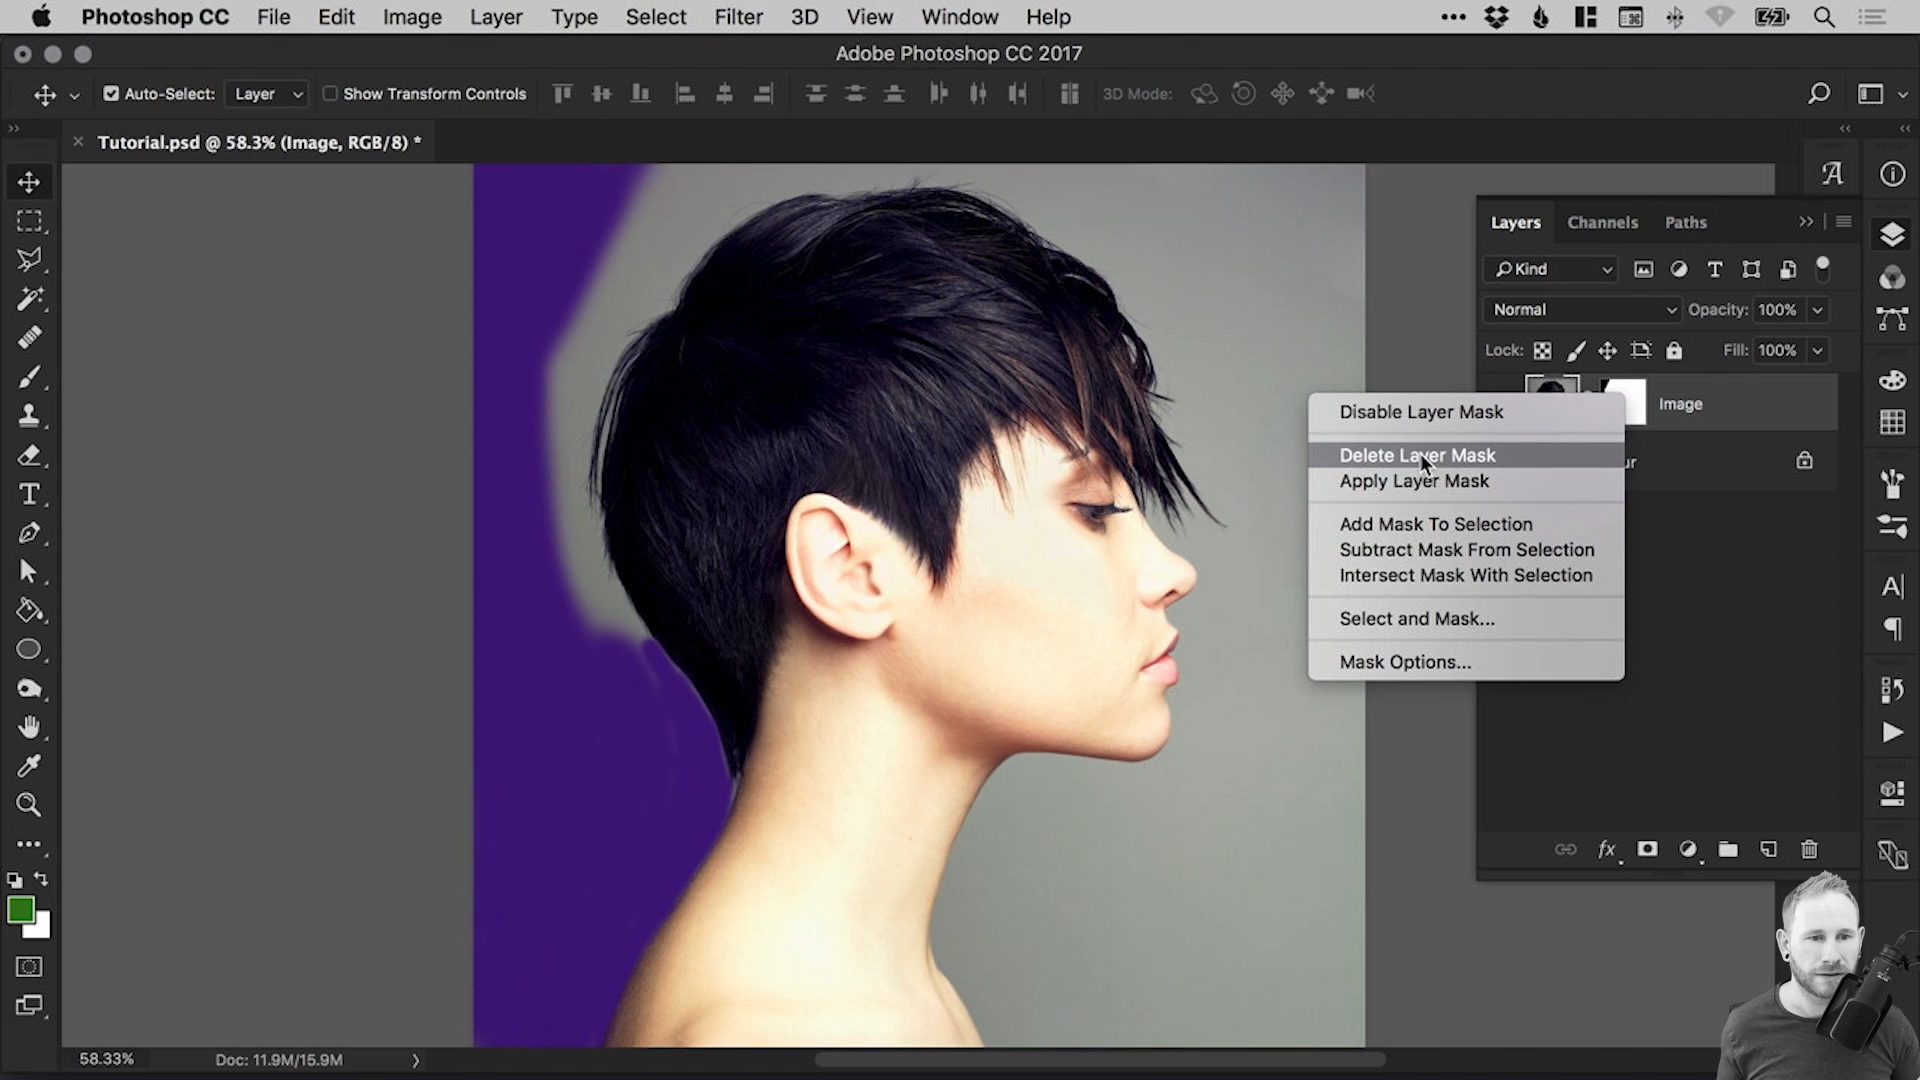 Photoshop CC File Edit Image Layer Type Select Filter 3D View Window Help
Adobe Photoshop CC 2017
Auto-Select: Layer Show Transform Controls 3D Mode:
Tutorial.psd @ 58.3% (Image, RGB/8) *
Layers Channels Paths
Kind
Normal Opacity: 100%
Lock: Fill: 100%
Image
Disable Layer Mask
Delete Layer Mask
Apply Layer Mask
Add Mask To Selection
Subtract Mask From Selection
Intersect Mask With Selection
Select and Mask...
Mask Options...
fx
58.33% Doc: 11.9M/15.9M